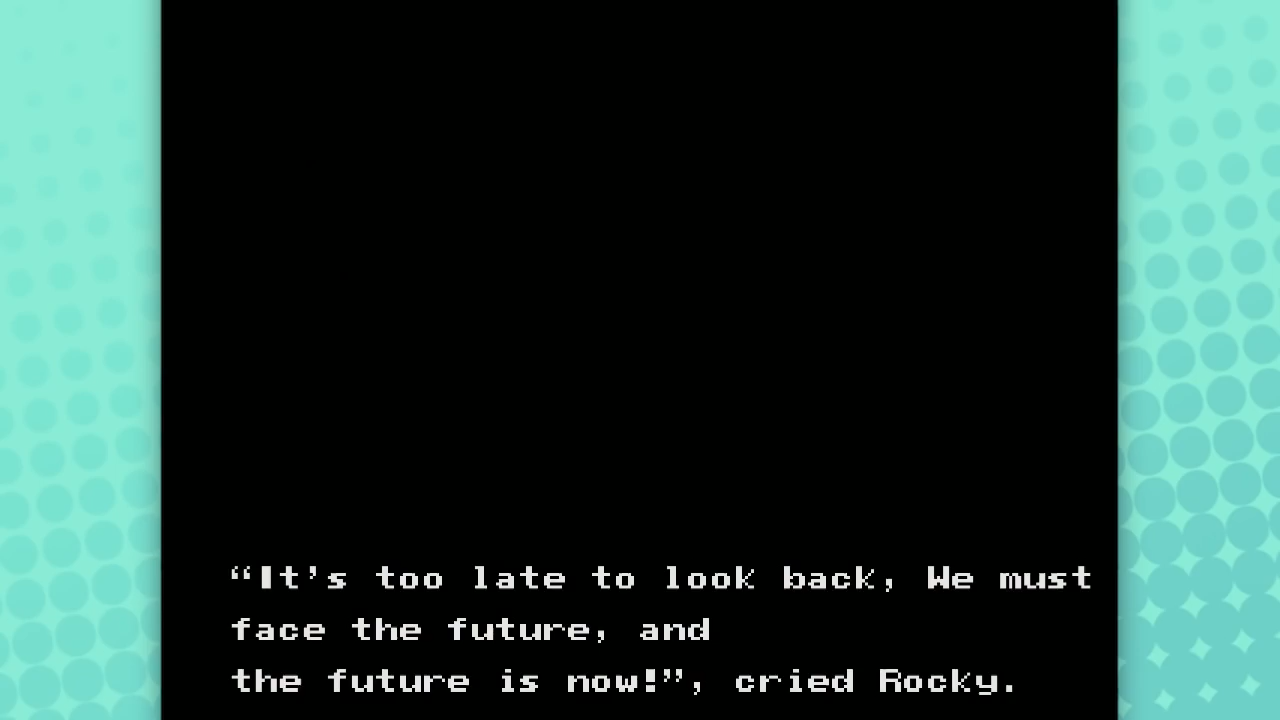 “It’s too late to look back, We must
face the future, and
the future is now!”, cried Rocky.